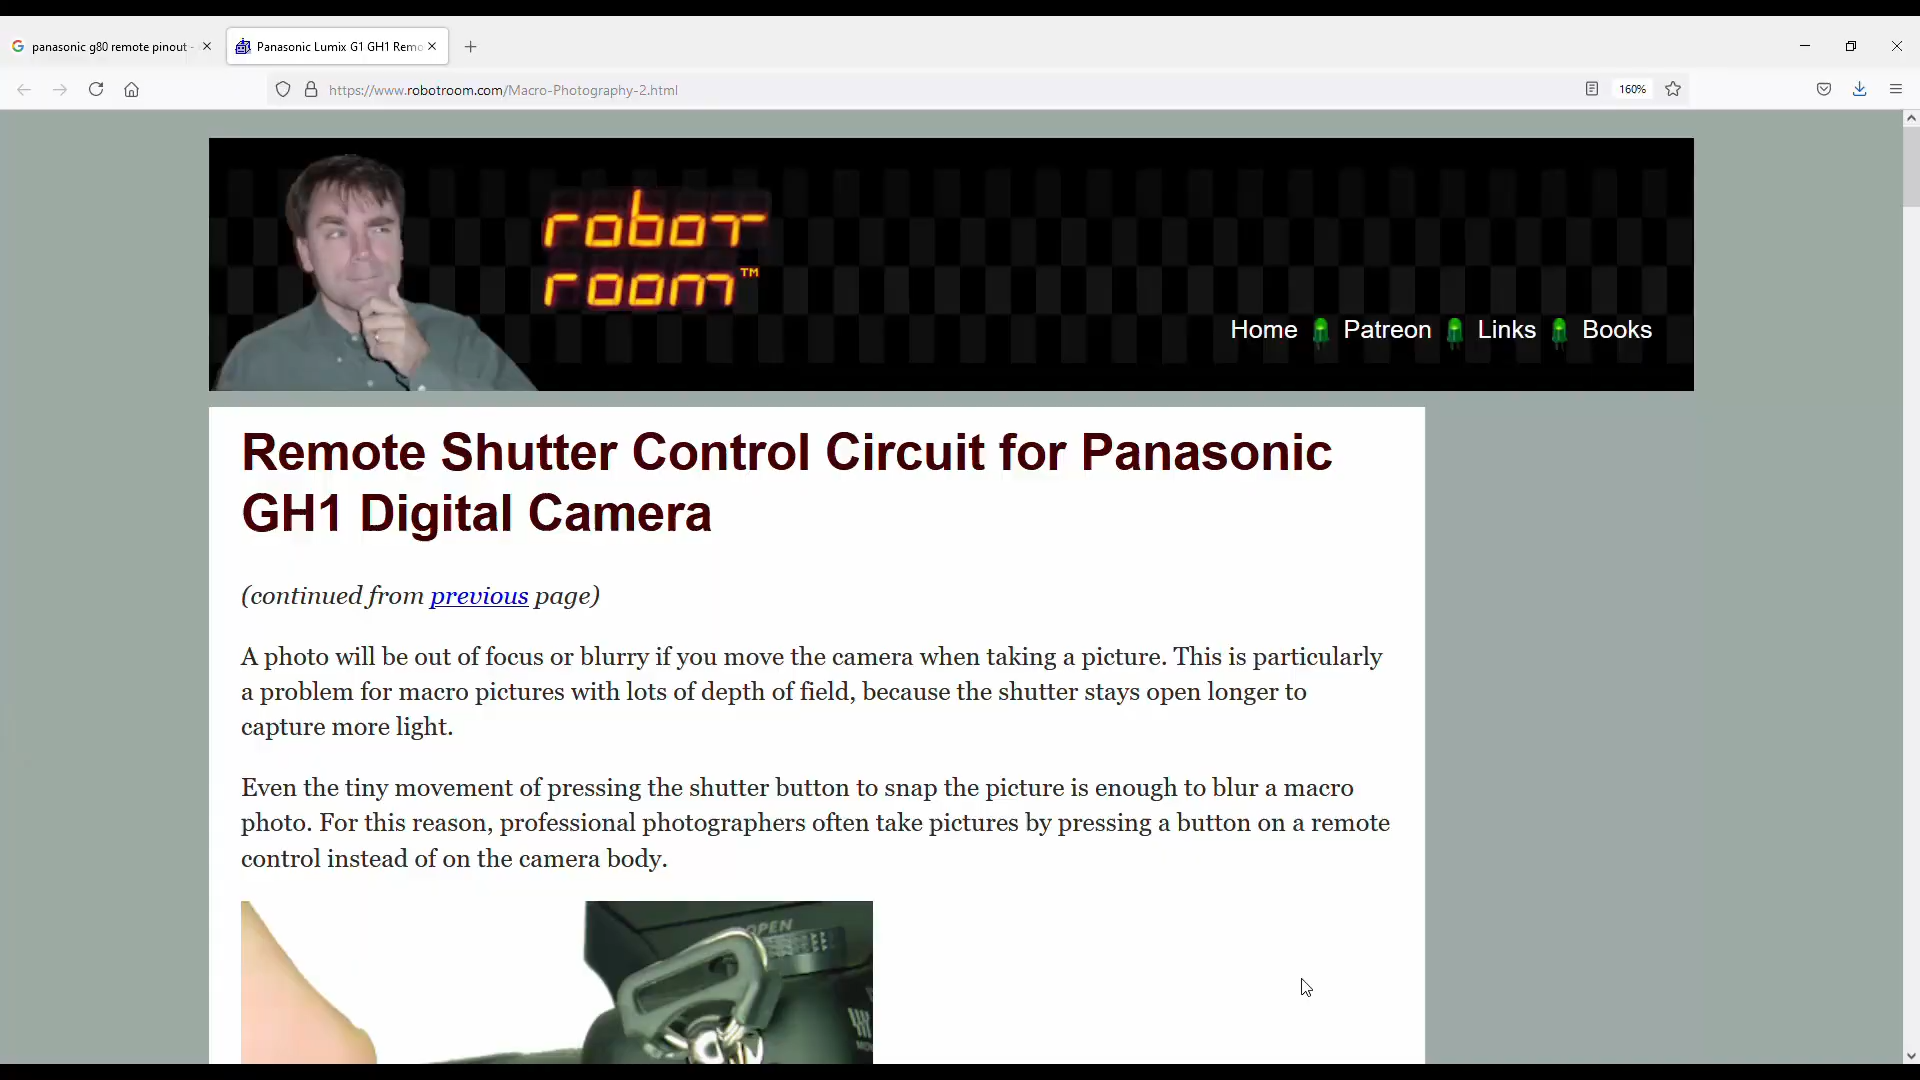 panasonic g80 remote pinout -
Panasonic Lumix G1 GH1 Remo
https://www.robotroom.com/Macro-Photography-2.html
160%
robot
room™
Home Patreon Links Books
Remote Shutter Control Circuit for Panasonic
GH1 Digital Camera
(continued from previous page)
A photo will be out of focus or blurry if you move the camera when taking a picture. This is particularly
a problem for macro pictures with lots of depth of field, because the shutter stays open longer to
capture more light.
Even the tiny movement of pressing the shutter button to snap the picture is enough to blur a macro
photo. For this reason, professional photographers often take pictures by pressing a button on a remote
control instead of on the camera body.
OPEN